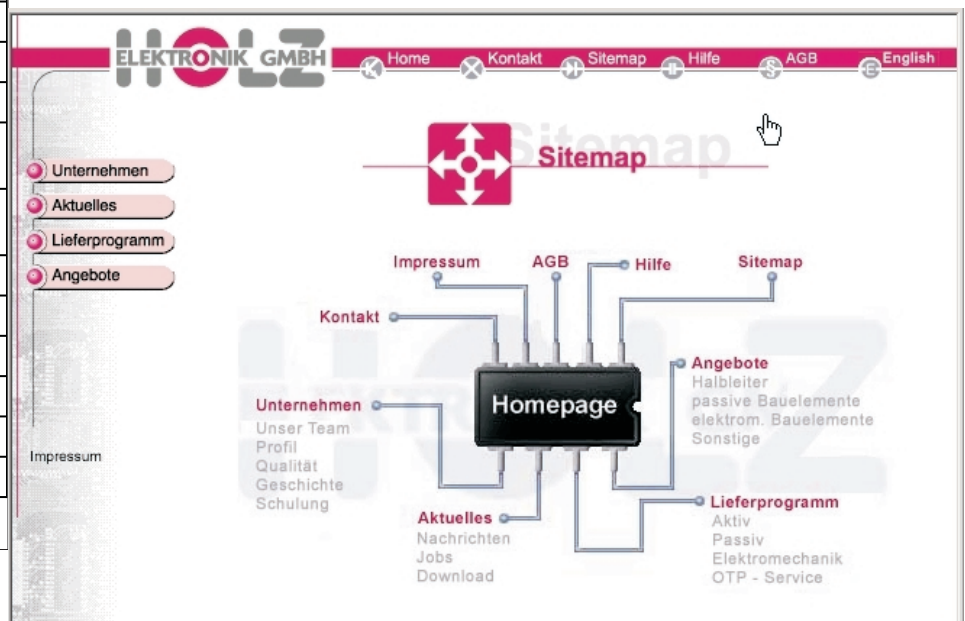 HOLZ
ELEKTRONIK GMBH
Home Kontakt Sitemap Hilfe AGB English
Sitemap
Sitemap
Unternehmen
Aktuelles
Lieferprogramm
Angebote
Impressum
Impressum AGB Hilfe Sitemap
Kontakt
Homepage
Angebote
Halbleiter
passive Bauelemente
elektrom. Bauelemente
Sonstige
Unternehmen
Unser Team
Profil
Qualität
Geschichte
Schulung
Aktuelles
Nachrichten
Jobs
Download
Lieferprogramm
Aktiv
Passiv
Elektromechanik
OTP - Service
HOLZ